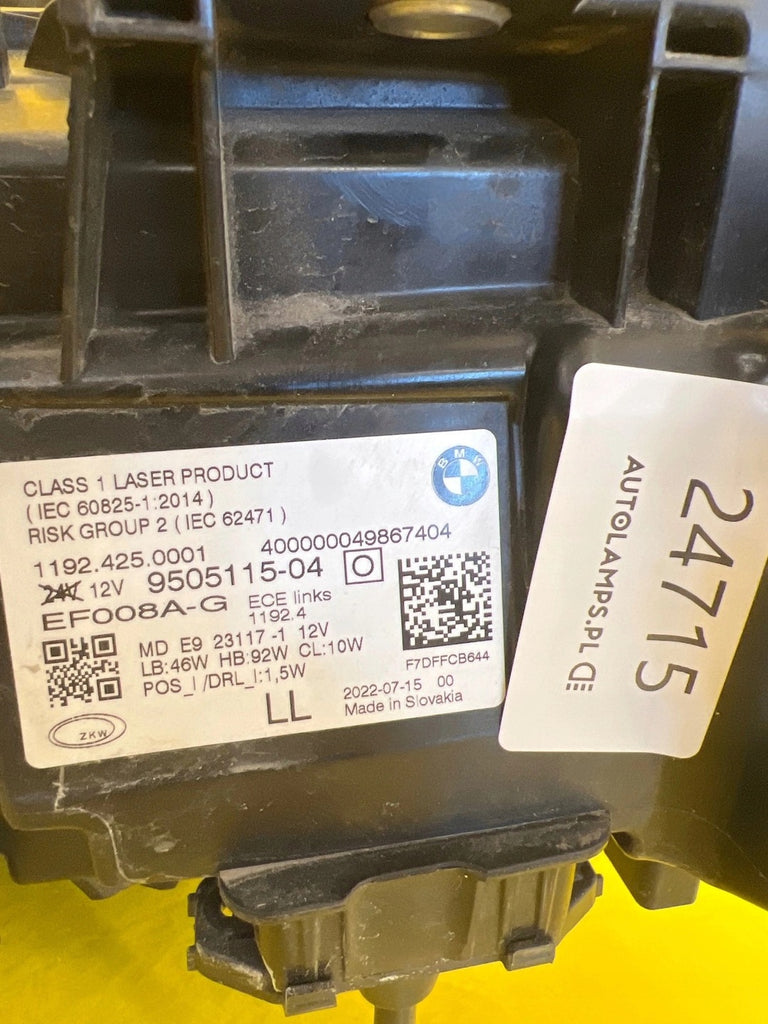 CLASS 1 LASER PRODUCT
( IEC 60825-1:2014 )
RISK GROUP 2 ( IEC 62471 )
BMW
1192.425.0001 400000049867404
24V 12V 9505115-04
EF008A-G ECE links
1192.4
MD E9 23117 -1 12V
LB:46W HB:92W CL:10W
POS_I /DRL_I:1,5W
F7DFFCB644
LL
2022-07-15 00
Made in Slovakia
ZKW
24715
AUTOLAMPS.PL